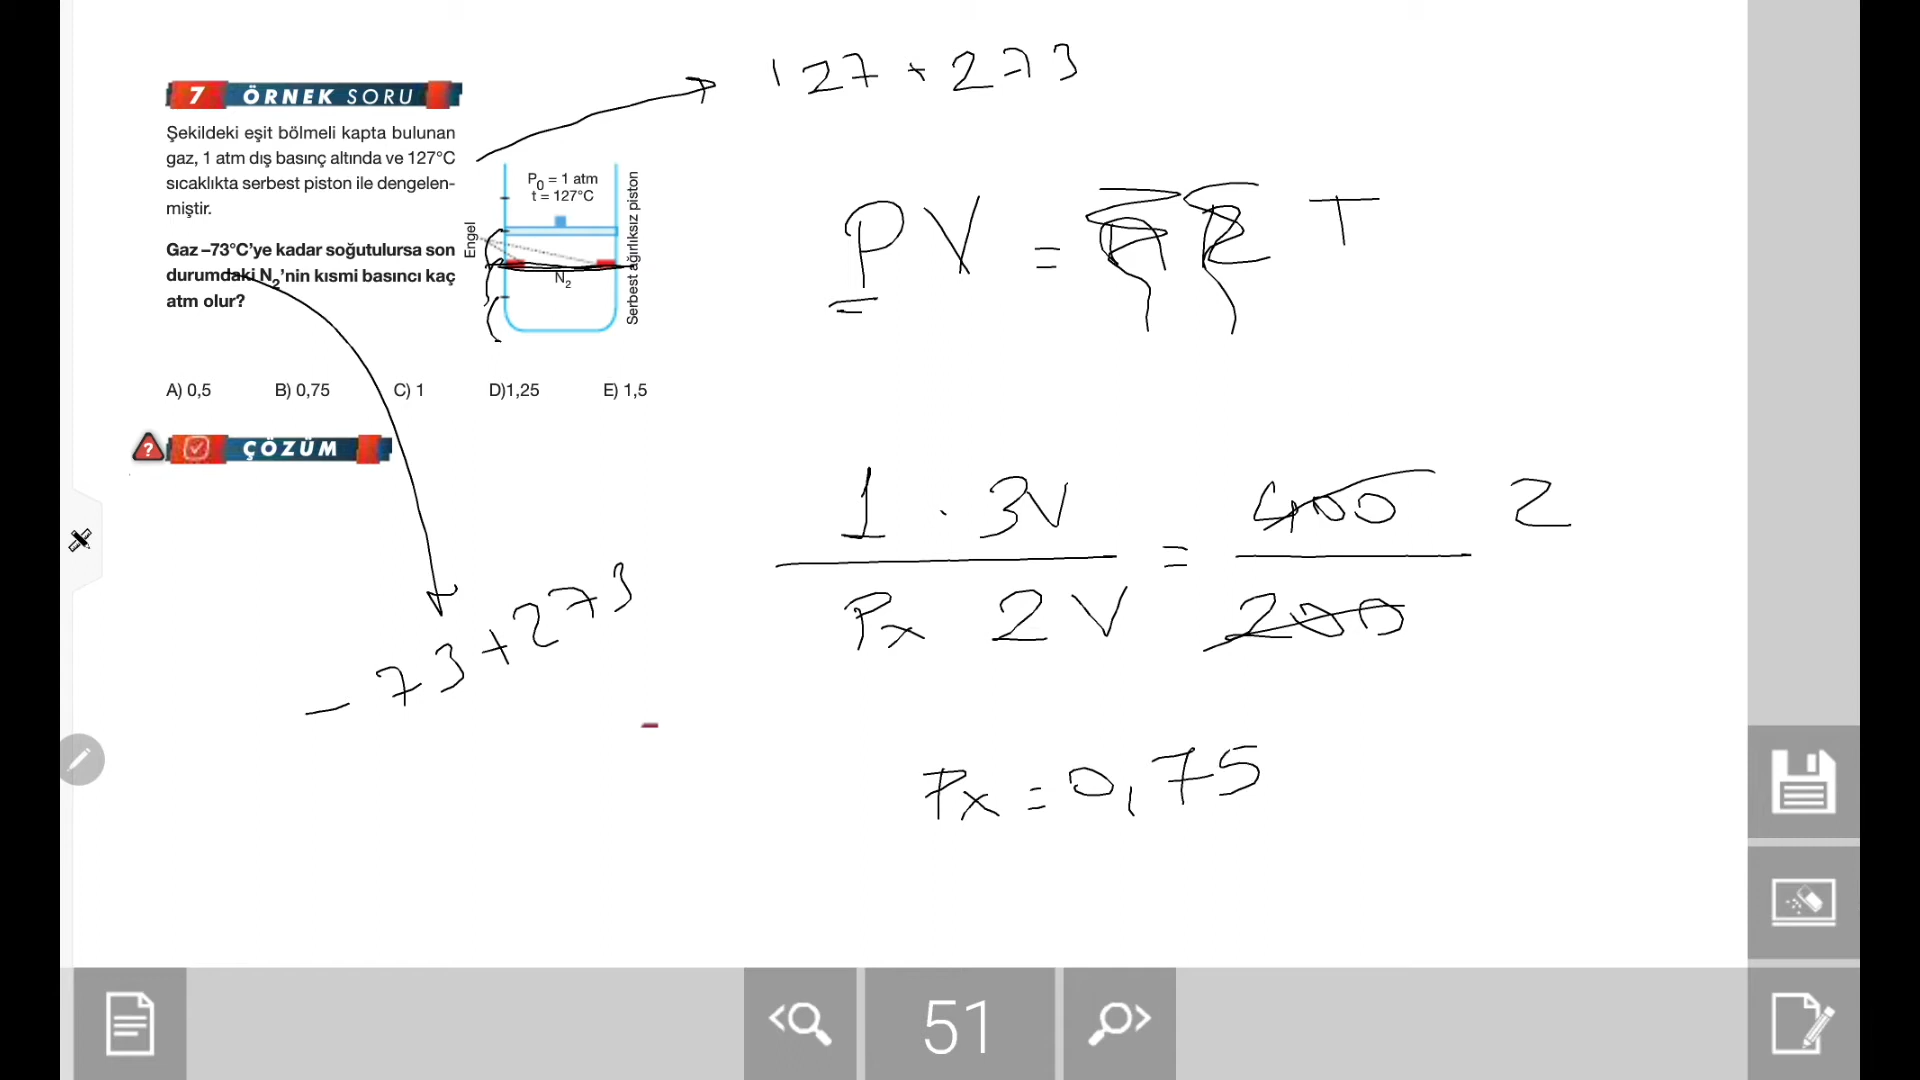 7 ÖRNEK SORU
Şekildeki eşit bölmeli kapta bulunan
gaz, 1 atm dış basınç altında ve 127°C
sıcaklıkta serbest piston ile dengelen-
miştir.
Gaz –73°C'ye kadar soğutulursa son
durumdaki N2'nin kısmi basıncı kaç
atm olur?
P0 = 1 atm
t = 127°C
Engel
N2
Serbest ağırlıksız piston
A) 0,5 B) 0,75 C) 1 D)1,25 E) 1,5
? ÇÖZÜM
127 + 273
PV = n R T
1 . 3V = 400 2
Px 2V 200
- 73 + 273
Px = 0,75
51